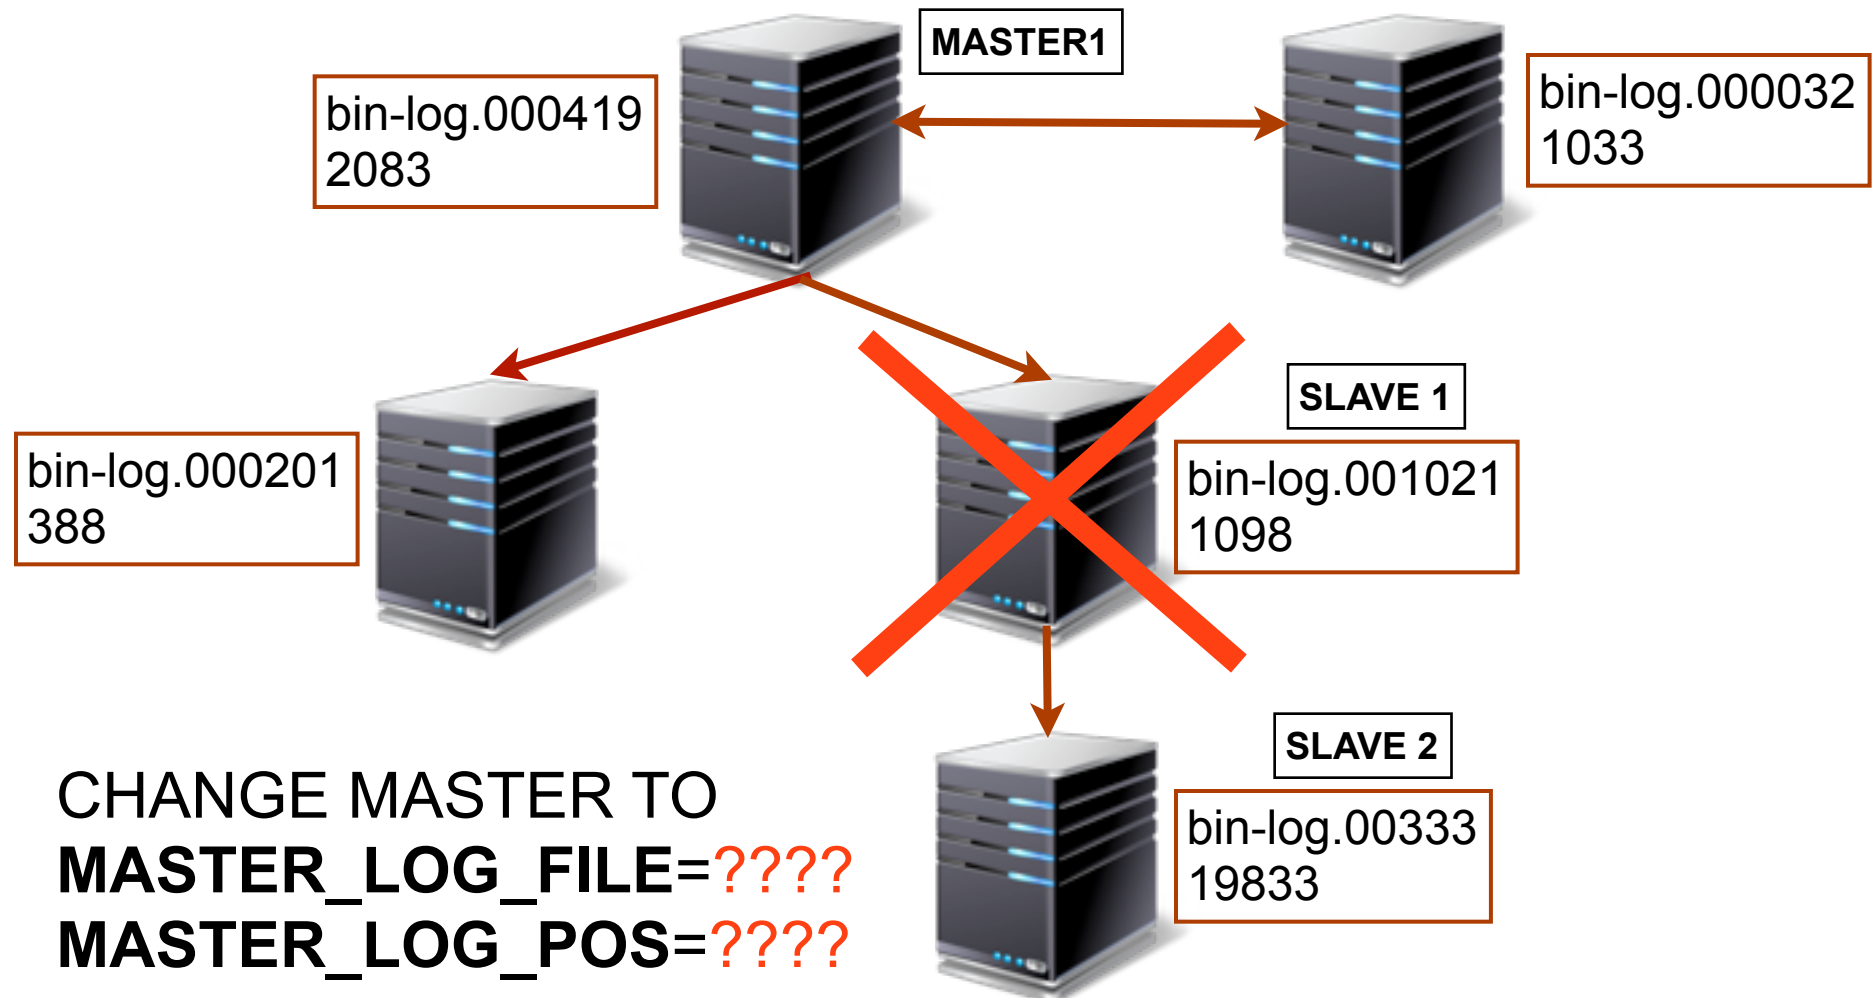 MASTER1
bin-log.000419
2083
bin-log.000032
1033
SLAVE 1
bin-log.000201
388
bin-log.001021
1098
SLAVE 2
bin-log.00333
19833
CHANGE MASTER TO
MASTER_LOG_FILE=????
MASTER_LOG_POS=????